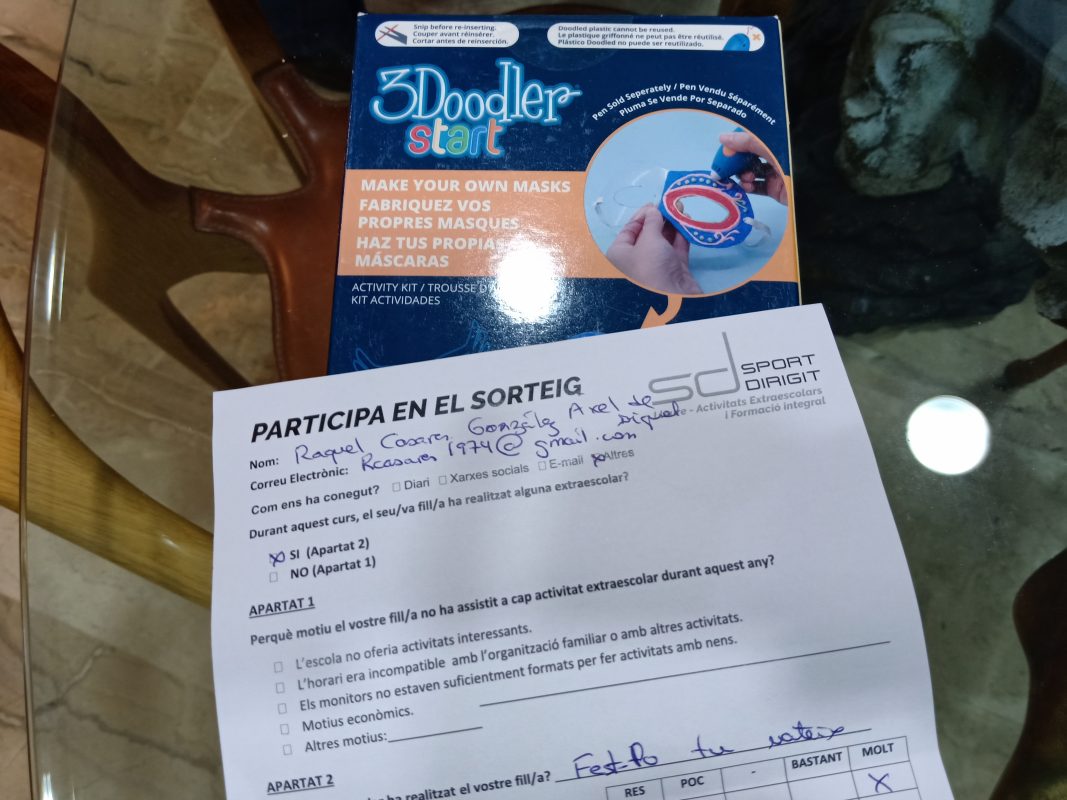 Snip before re-inserting.
Couper avant réinsérer.
Cortar antes de reinserción.
Doodled plastic cannot be reused.
Le plastique griffonné ne peut pas être réutilisé.
Plástico Doodled no puede ser reutilizado.
3Doodler
start
Pen Sold Seperately / Pen Vendu Séparément
Pluma Se Vende Por Separado
MAKE YOUR OWN MASKS
FABRIQUEZ VOS
PROPRES MASQUES
HAZ TUS PROPIAS
MÁSCARAS
ACTIVITY KIT / TROUSSE
KIT ACTIVIDADES
PARTICIPA EN EL SORTEIG
sd SPORT
DIRIGIT
- Activitats Extraescolars
i Formació integral
Nom: Raquel Casares González Axel de
Correu Electrònic: Rcasares1974@gmail.com
Com ens ha conegut? Diari Xarxes socials E-mail Altres
Durant aquest curs, el seu/va fill/a ha realitzat alguna extraescolar?
SI (Apartat 2)
NO (Apartat 1)
APARTAT 1
Perquè motiu el vostre fill/a no ha assistit a cap activitat extraescolar durant aquest any?
L'escola no oferia activitats interessants.
L'horari era incompatible amb l'organització familiar o amb altres activitats.
Els monitors no estaven suficientment formats per fer activitats amb nens.
Motius econòmics.
Altres motius:
APARTAT 2
ha realitzat el vostre fill/a? Fest-ho tu mateix
RES POC - BASTANT MOLT
X